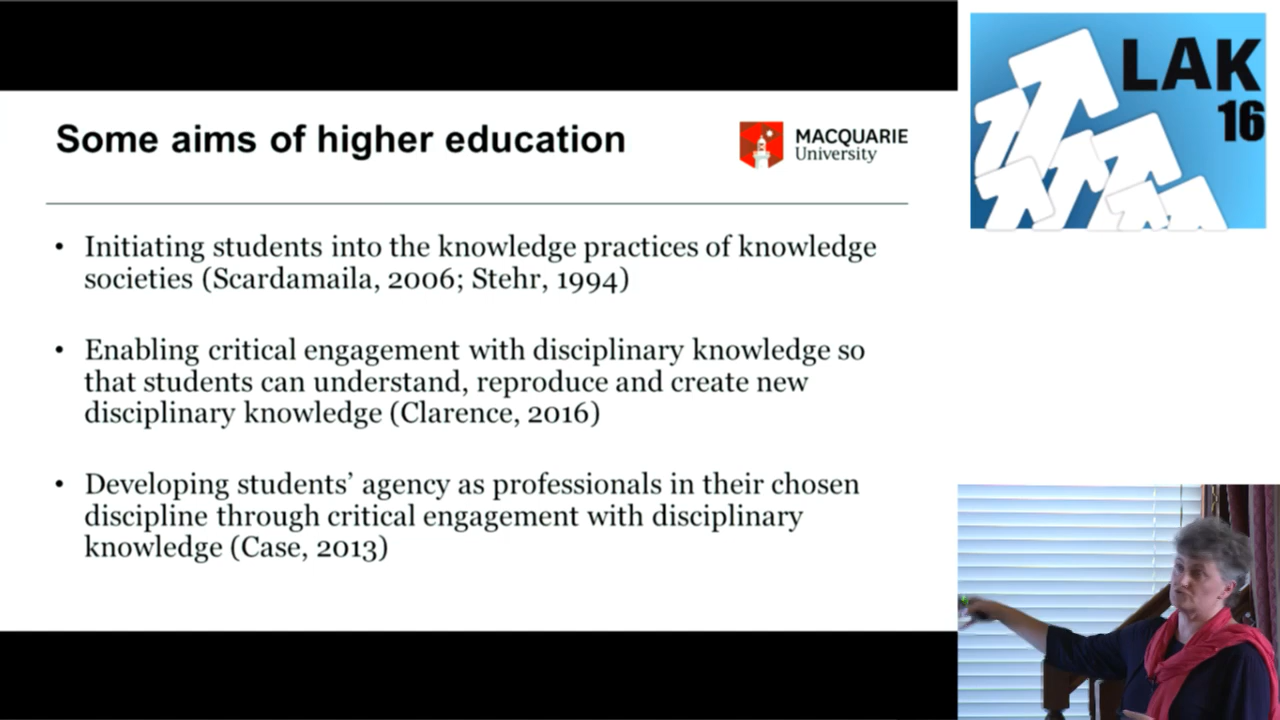 Some aims of higher education
MACQUARIE
University
LAK
16
• Initiating students into the knowledge practices of knowledge
societies (Scardamaila, 2006; Stehr, 1994)
• Enabling critical engagement with disciplinary knowledge so
that students can understand, reproduce and create new
disciplinary knowledge (Clarence, 2016)
• Developing students’ agency as professionals in their chosen
discipline through critical engagement with disciplinary
knowledge (Case, 2013)